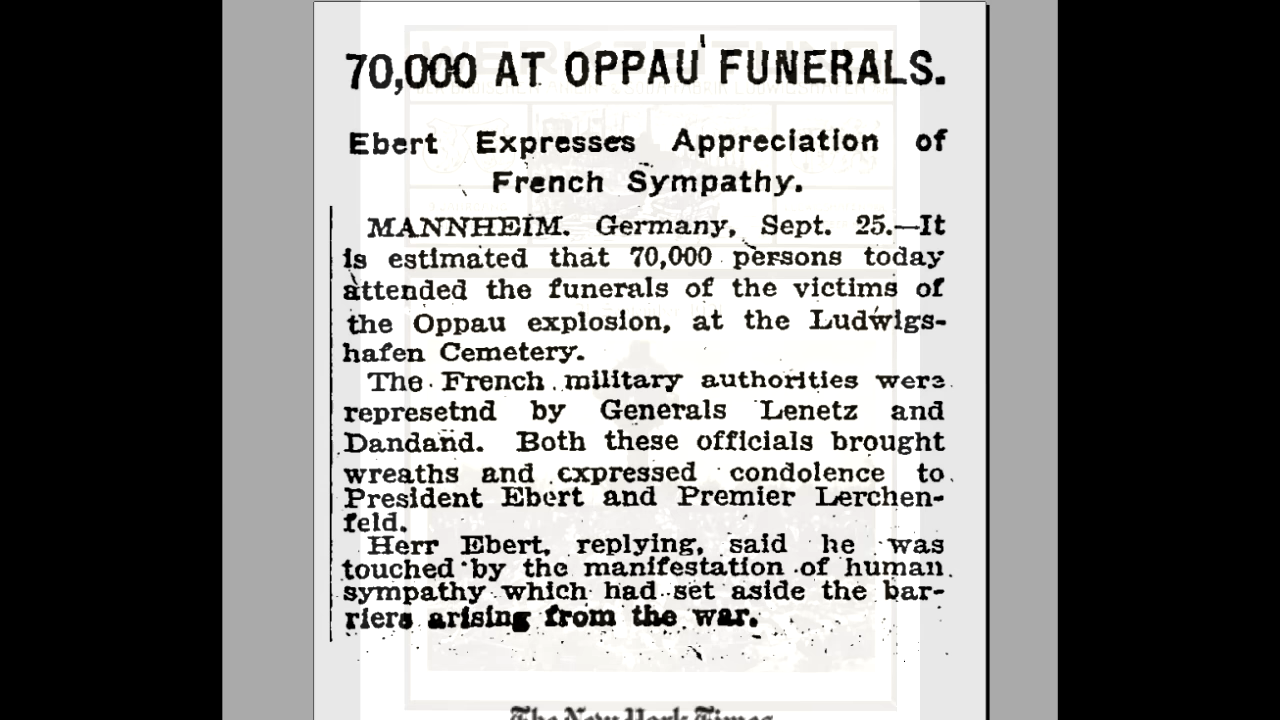 70,000 AT OPPAU FUNERALS.
Ebert Expresses Appreciation of
French Sympathy.
MANNHEIM, Germany, Sept. 25.—It
is estimated that 70,000 persons today
attended the funerals of the victims of
the Oppau explosion, at the Ludwigs-
hafen Cemetery.
The French military authorities were
represetnd by Generals Lenetz and
Dandand. Both these officials brought
wreaths and expressed condolence to
President Ebert and Premier Lerchen-
feld.
Herr Ebert, replying, said he was
touched by the manifestation of human
sympathy which had set aside the bar-
riers arising from the war.
The New York Times